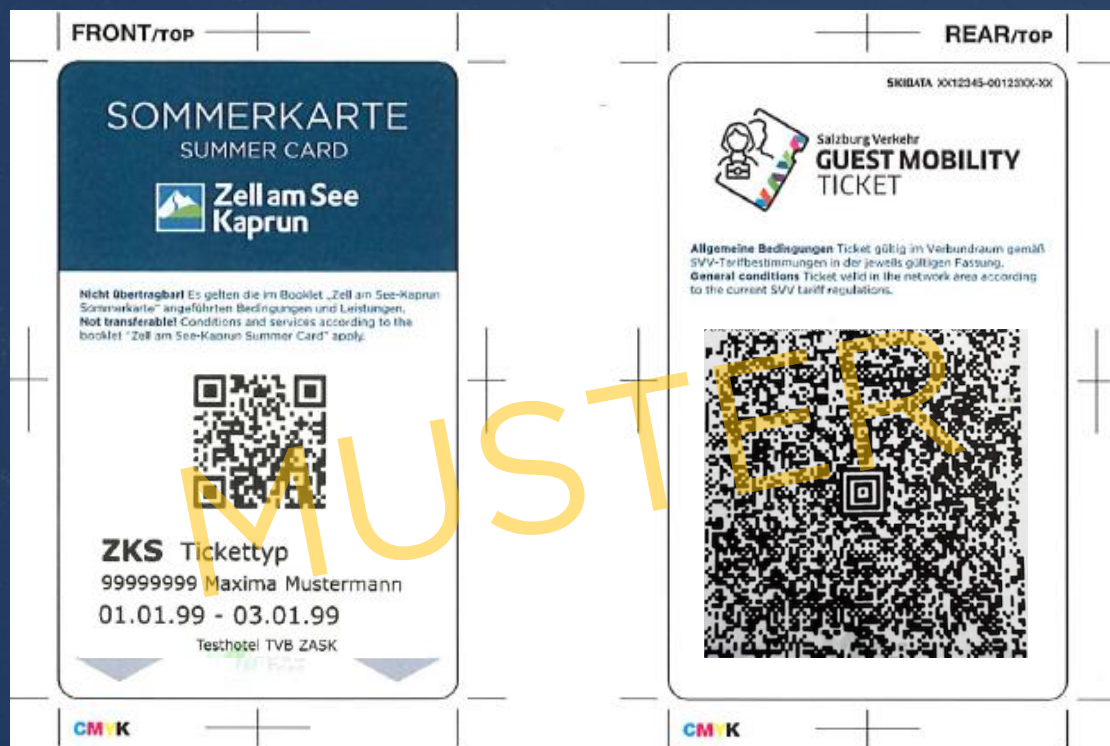 FRONT/TOP
SOMMERKARTE
SUMMER CARD
Zell am See
Kaprun
Nicht übertragbar! Es gelten die im Booklet „Zell am See-Kaprun
Sommerkarte“ angeführten Bedingungen und Leistungen.
Not transferable! Conditions and services according to the
booklet "Zell am See-Kaprun Summer Card" apply.
ZKS Tickettyp
99999999 Maxima Mustermann
01.01.99 - 03.01.99
Testhotel TVB ZASK
CMYK
REAR/TOP
SKIDATA XX12345-00123XX-XX
Salzburg Verkehr
GUEST MOBILITY
TICKET
Allgemeine Bedingungen Ticket gültig im Verbundraum gemäß
SVV-Tarifbestimmungen in der jeweils gültigen Fassung.
General conditions Ticket valid in the network area according
to the current SVV tariff regulations.
CMYK
MUSTER